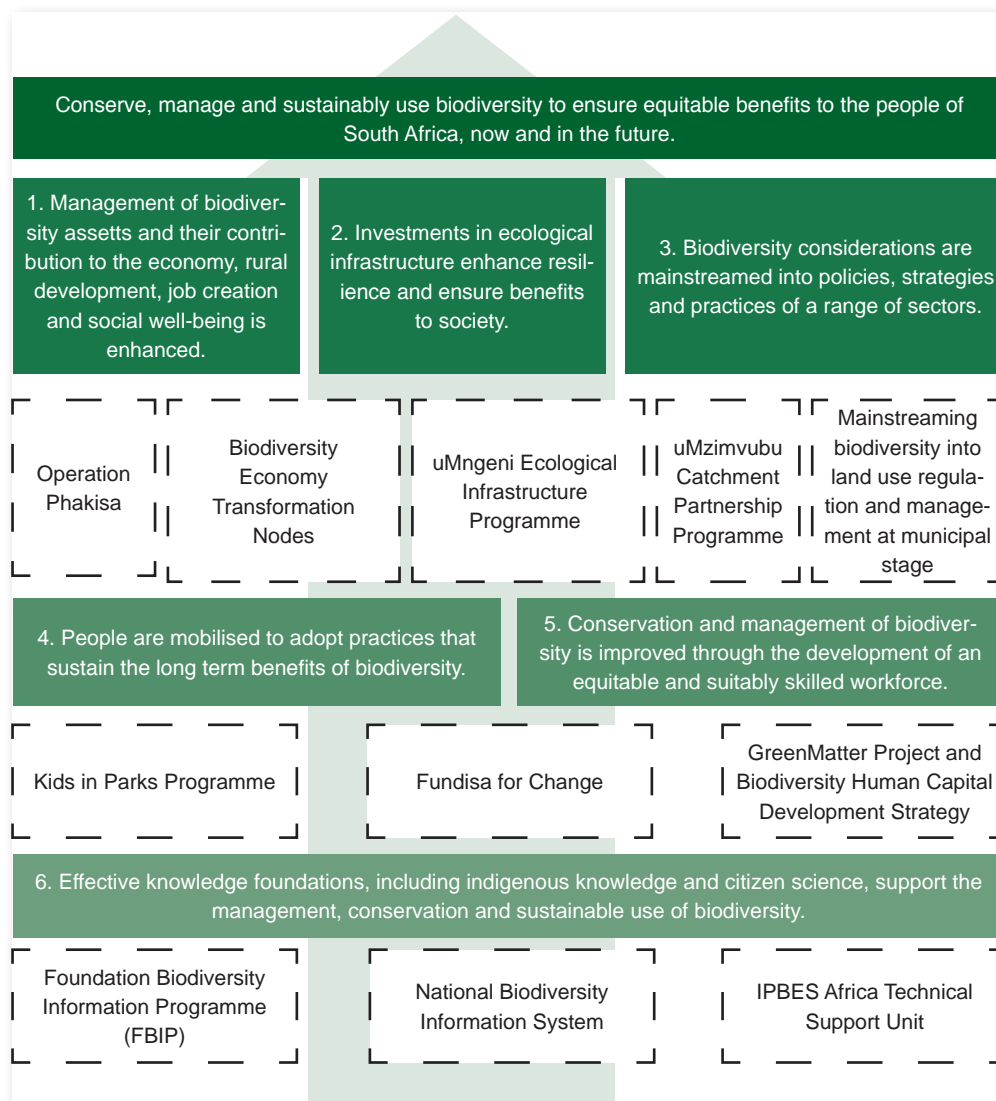 Conserve, manage and sustainably use biodiversity to ensure equitable benefits to the people of
South Africa, now and in the future.
1. Management of biodiver-
sity assetts and their contri-
bution to the economy, rural
development, job creation
and social well-being is
enhanced.
2. Investments in ecological
infrastructure enhance resil-
ience and ensure benefits
to society.
3. Biodiversity considerations are
mainstreamed into policies, strategies
and practices of a range of sectors.
Operation
Phakisa
Biodiversity
Economy
Transformation
Nodes
uMngeni Ecological
Infrastructure
Programme
uMzimvubu
Catchment
Partnership
Programme
Mainstreaming
biodiversity into
land use regula-
tion and manage-
ment at municipal
stage
4. People are mobilised to adopt practices that
sustain the long term benefits of biodiversity.
5. Conservation and management of biodiver-
sity is improved through the development of an
equitable and suitably skilled workforce.
Kids in Parks Programme
Fundisa for Change
GreenMatter Project and
Biodiversity Human Capital
Development Strategy
6. Effective knowledge foundations, including indigenous knowledge and citizen science, support the
management, conservation and sustainable use of biodiversity.
Foundation Biodiversity
Information Programme
(FBIP)
National Biodiversity
Information System
IPBES Africa Technical
Support Unit